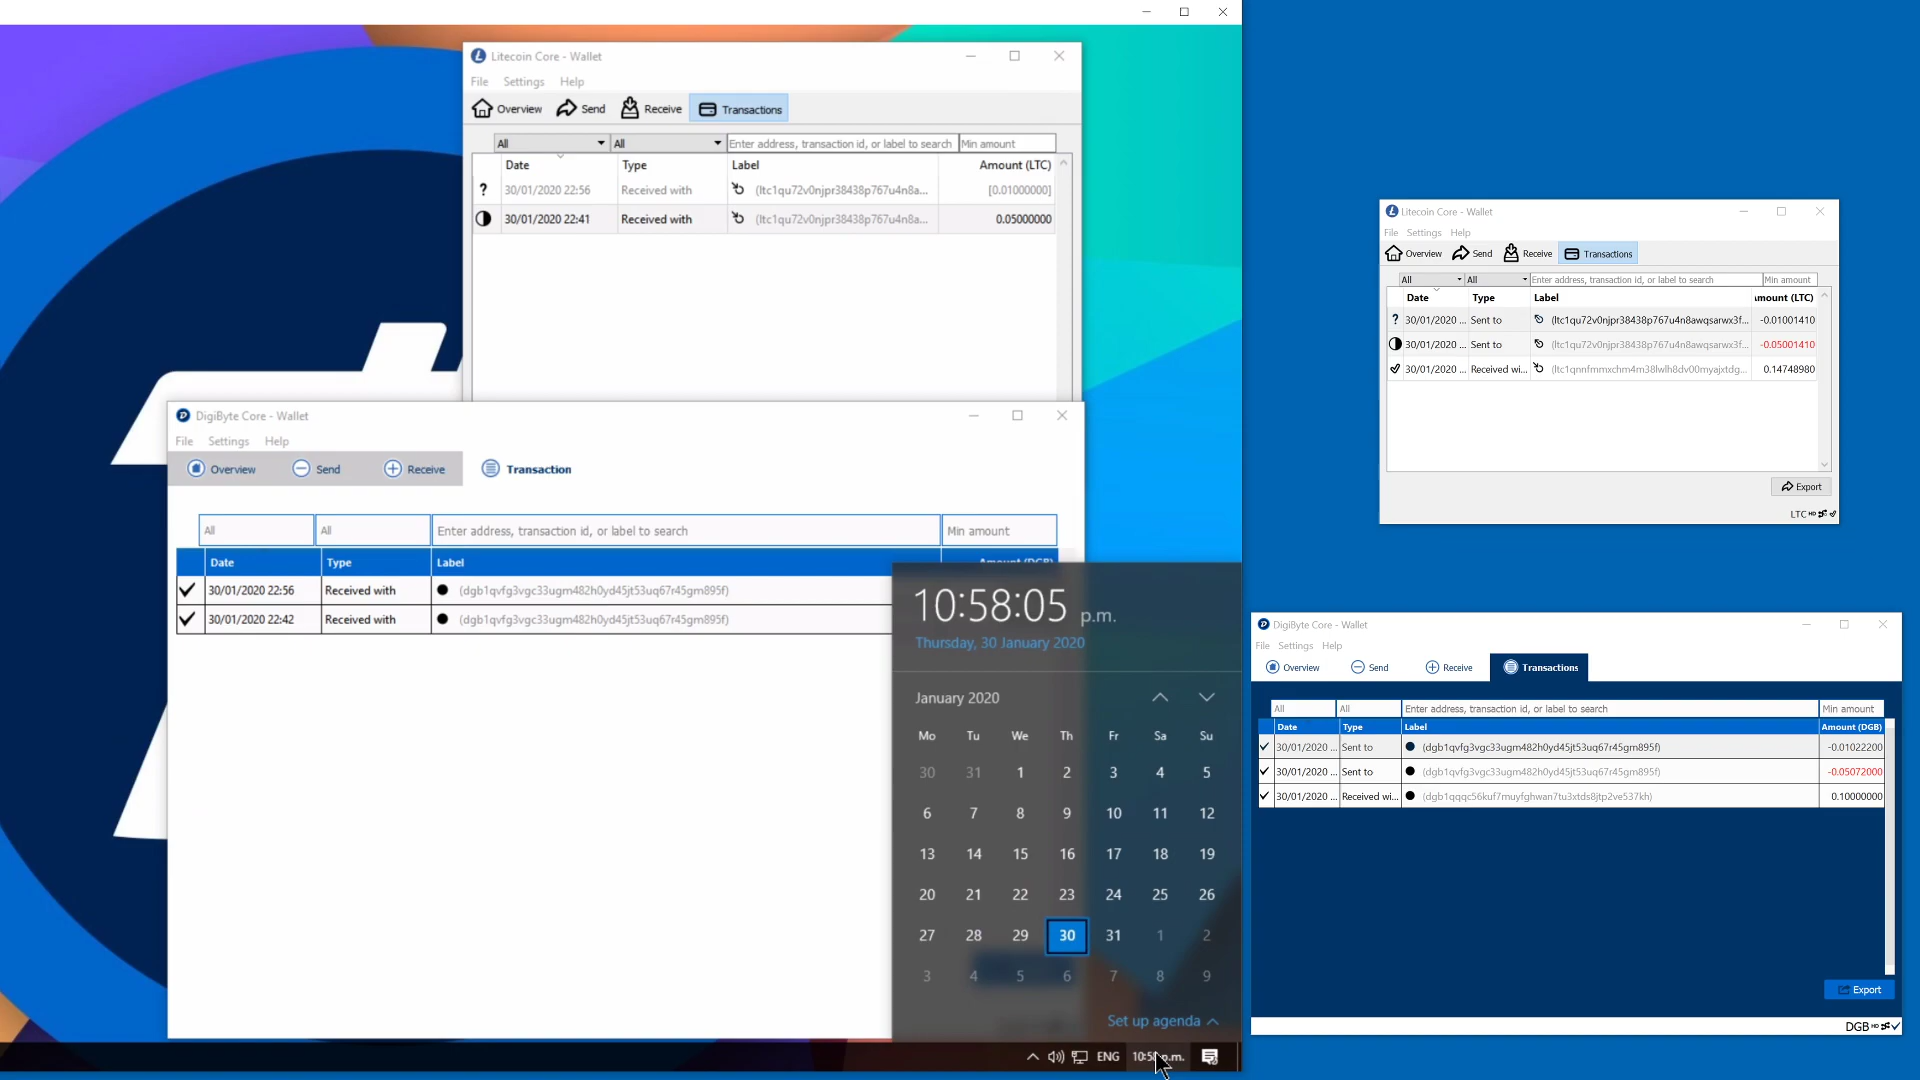 Litecoin Core - Wallet
File Settings Help
Overview Send Receive Transactions
All All Enter address, transaction id, or label to search Min amount
Date Type Label Amount (LTC)
? 30/01/2020 22:56 Received with (ltc1qu72v0njpr38438p767u4n8a... [0.01000000]
30/01/2020 22:41 Received with (ltc1qu72v0njpr38438p767u4n8a... 0.05000000
DigiByte Core - Wallet
File Settings Help
Overview Send Receive Transaction
All All Enter address, transaction id, or label to search Min amount
Date Type Label Amount (DGB)
30/01/2020 22:56 Received with (dgb1qvfg3vgc33ugm482h0yd45jt53uq67r45gm895f)
30/01/2020 22:42 Received with (dgb1qvfg3vgc33ugm482h0yd45jt53uq67r45gm895f)
10:58:05 p.m.
Thursday, 30 January 2020
January 2020
Mo Tu We Th Fr Sa Su
30 31 1 2 3 4 5
6 7 8 9 10 11 12
13 14 15 16 17 18 19
20 21 22 23 24 25 26
27 28 29 30 31 1 2
3 4 5 6 7 8 9
Set up agenda
ENG p.m.
Litecoin Core - Wallet
File Settings Help
Overview Send Receive Transactions
All All Enter address, transaction id, or label to search Min amount
Date Type Label mount (LTC)
? 30/01/2020 ... Sent to (ltc1qu72v0njpr38438p767u4n8awqsarwx3f... -0.01001410
30/01/2020 ... Sent to (ltc1qu72v0njpr38438p767u4n8awqsarwx3f... -0.05001410
30/01/2020 ... Received wi... (ltc1qnnfmmxchm4m38lwlh8dv00myajxtdg... 0.14748980
Export
LTC HD
DigiByte Core - Wallet
File Settings Help
Overview Send Receive Transactions
All All Enter address, transaction id, or label to search Min amount
Date Type Label Amount (DGB)
30/01/2020 ... Sent to (dgb1qvfg3vgc33ugm482h0yd45jt53uq67r45gm895f) -0.01022200
30/01/2020 ... Sent to (dgb1qvfg3vgc33ugm482h0yd45jt53uq67r45gm895f) -0.05072000
30/01/2020 ... Received wi... (dgb1qqqc56kuf7muyfghwan7tu3xtds8jtp2ve537kh) 0.10000000
Export
DGB HD